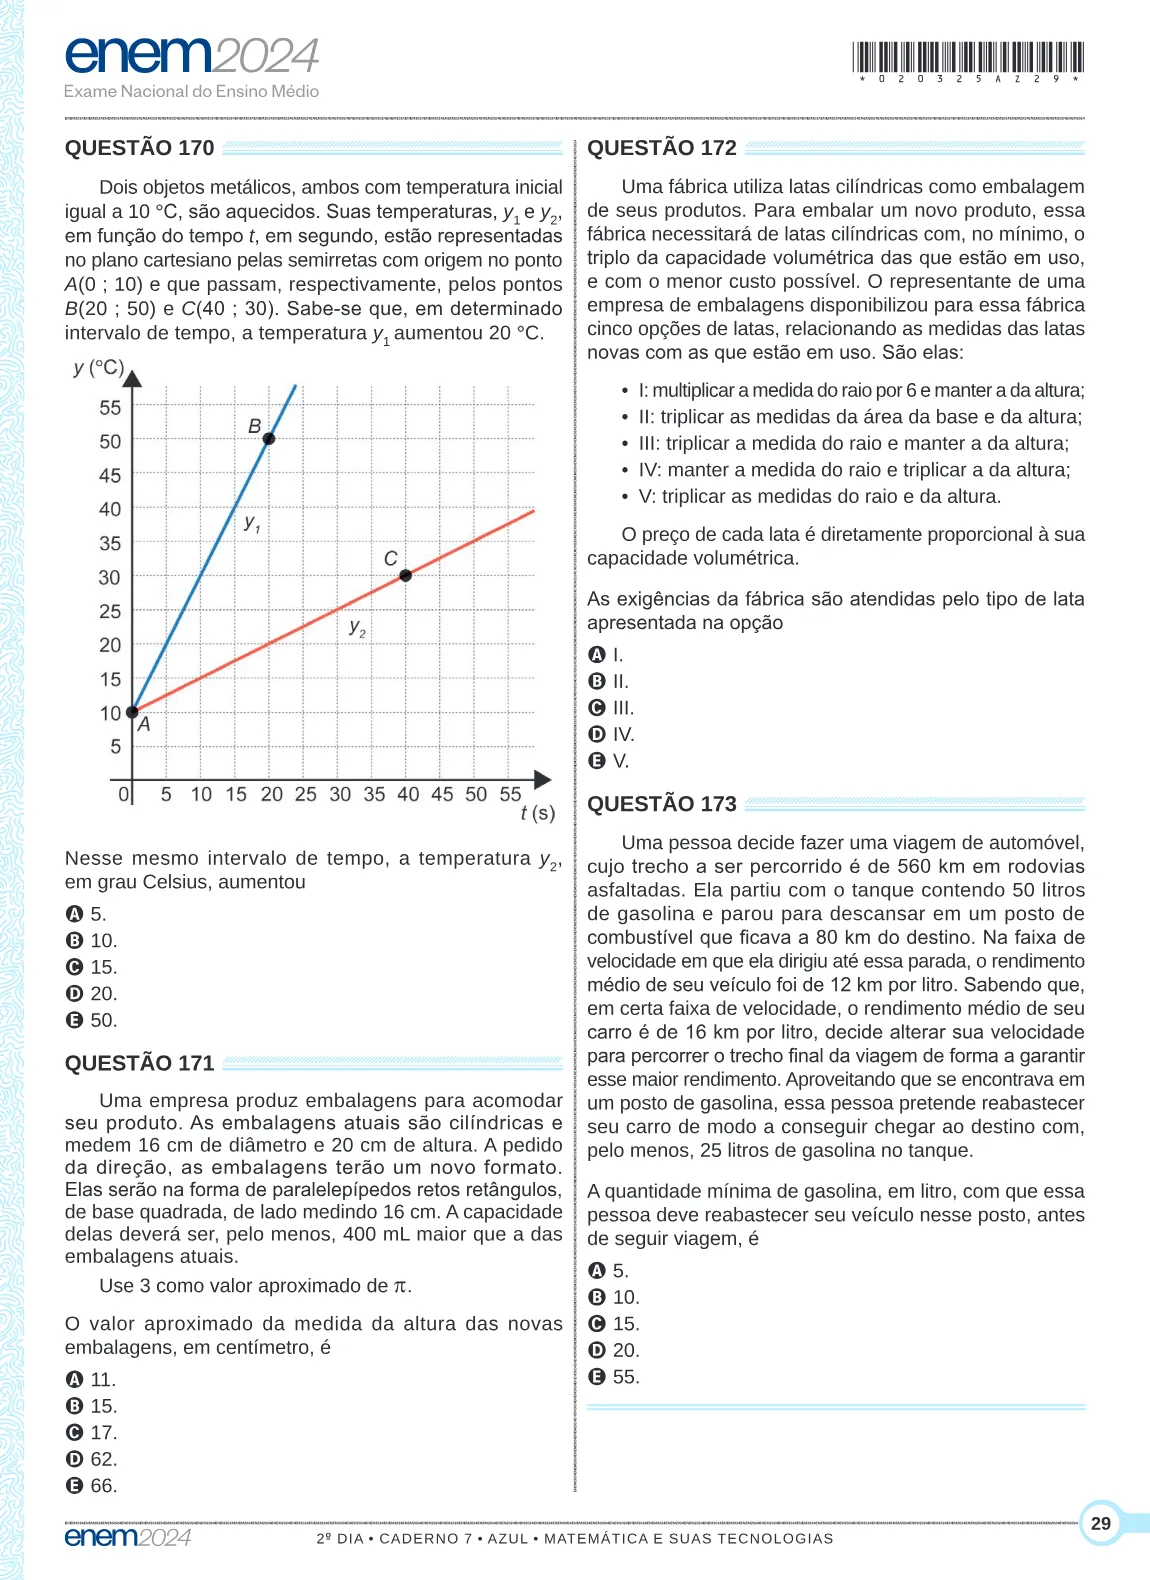 enem2024
Exame Nacional do Ensino Médio
*020325AZ29*
QUESTÃO 170
Dois objetos metálicos, ambos com temperatura inicial
igual a 10 °C, são aquecidos. Suas temperaturas, y1 e y2,
em função do tempo t, em segundo, estão representadas
no plano cartesiano pelas semirretas com origem no ponto
A(0 ; 10) e que passam, respectivamente, pelos pontos
B(20 ; 50) e C(40 ; 30). Sabe-se que, em determinado
intervalo de tempo, a temperatura y1 aumentou 20 °C.
y (°C)
55
50
45
40
35
30
25
20
15
10
5
B
y1
C
y2
A
0 5 10 15 20 25 30 35 40 45 50 55
t (s)
Nesse mesmo intervalo de tempo, a temperatura y2,
em grau Celsius, aumentou
A 5.
B 10.
C 15.
D 20.
E 50.
QUESTÃO 171
Uma empresa produz embalagens para acomodar
seu produto. As embalagens atuais são cilíndricas e
medem 16 cm de diâmetro e 20 cm de altura. A pedido
da direção, as embalagens terão um novo formato.
Elas serão na forma de paralelepípedos retos retângulos,
de base quadrada, de lado medindo 16 cm. A capacidade
delas deverá ser, pelo menos, 400 mL maior que a das
embalagens atuais.
Use 3 como valor aproximado de π.
O valor aproximado da medida da altura das novas
embalagens, em centímetro, é
A 11.
B 15.
C 17.
D 62.
E 66.
QUESTÃO 172
Uma fábrica utiliza latas cilíndricas como embalagem
de seus produtos. Para embalar um novo produto, essa
fábrica necessitará de latas cilíndricas com, no mínimo, o
triplo da capacidade volumétrica das que estão em uso,
e com o menor custo possível. O representante de uma
empresa de embalagens disponibilizou para essa fábrica
cinco opções de latas, relacionando as medidas das latas
novas com as que estão em uso. São elas:
• I: multiplicar a medida do raio por 6 e manter a da altura;
• II: triplicar as medidas da área da base e da altura;
• III: triplicar a medida do raio e manter a da altura;
• IV: manter a medida do raio e triplicar a da altura;
• V: triplicar as medidas do raio e da altura.
O preço de cada lata é diretamente proporcional à sua
capacidade volumétrica.
As exigências da fábrica são atendidas pelo tipo de lata
apresentada na opção
A I.
B II.
C III.
D IV.
E V.
QUESTÃO 173
Uma pessoa decide fazer uma viagem de automóvel,
cujo trecho a ser percorrido é de 560 km em rodovias
asfaltadas. Ela partiu com o tanque contendo 50 litros
de gasolina e parou para descansar em um posto de
combustível que ficava a 80 km do destino. Na faixa de
velocidade em que ela dirigiu até essa parada, o rendimento
médio de seu veículo foi de 12 km por litro. Sabendo que,
em certa faixa de velocidade, o rendimento médio de seu
carro é de 16 km por litro, decide alterar sua velocidade
para percorrer o trecho final da viagem de forma a garantir
esse maior rendimento. Aproveitando que se encontrava em
um posto de gasolina, essa pessoa pretende reabastecer
seu carro de modo a conseguir chegar ao destino com,
pelo menos, 25 litros de gasolina no tanque.
A quantidade mínima de gasolina, em litro, com que essa
pessoa deve reabastecer seu veículo nesse posto, antes
de seguir viagem, é
A 5.
B 10.
C 15.
D 20.
E 55.
enem2024
2º DIA • CADERNO 7 • AZUL • MATEMÁTICA E SUAS TECNOLOGIAS
29